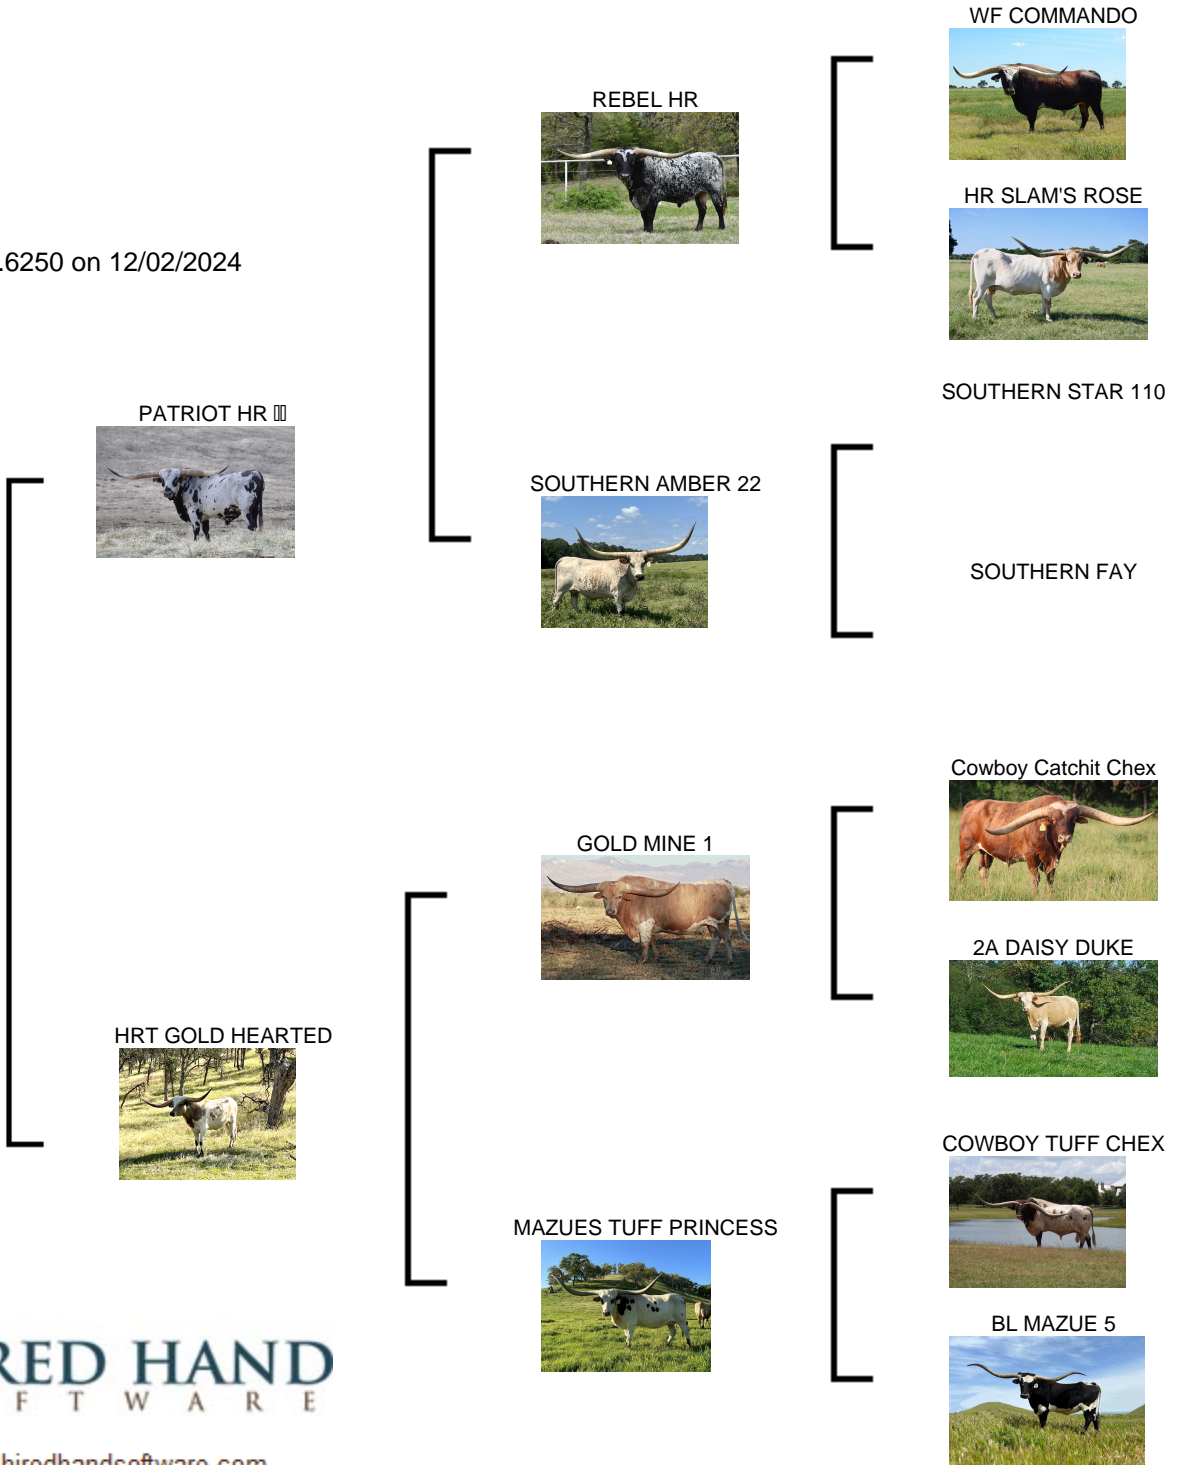 WF COMMANDO
REBEL HR
HR SLAM'S ROSE
.6250 on 12/02/2024
SOUTHERN STAR 110
PATRIOT HR
SOUTHERN AMBER 22
SOUTHERN FAY
Cowboy Catchit Chex
GOLD MINE 1
2A DAISY DUKE
HRT GOLD HEARTED
COWBOY TUFF CHEX
MAZUES TUFF PRINCESS
BL MAZUE 5
RED HAND
F T W A R E
hiredhandsoftware.com